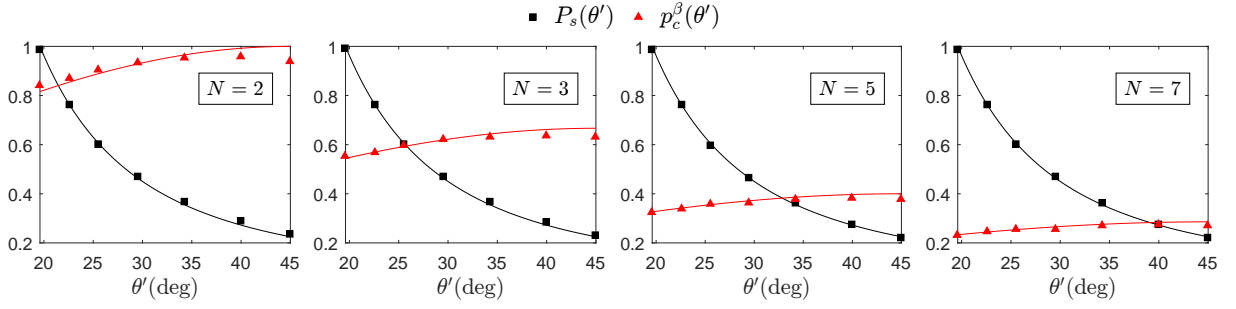 ■ P_s(θ′) ▲ p_c^β(θ′)
1 1 1 1
N = 2 N = 3 N = 5 N = 7
0.8 0.8 0.8 0.8
0.6 0.6 0.6 0.6
0.4 0.4 0.4 0.4
0.2 0.2 0.2 0.2
20 25 30 35 40 45 20 25 30 35 40 45 20 25 30 35 40 45 20 25 30 35 40 45
θ′(deg) θ′(deg) θ′(deg) θ′(deg)